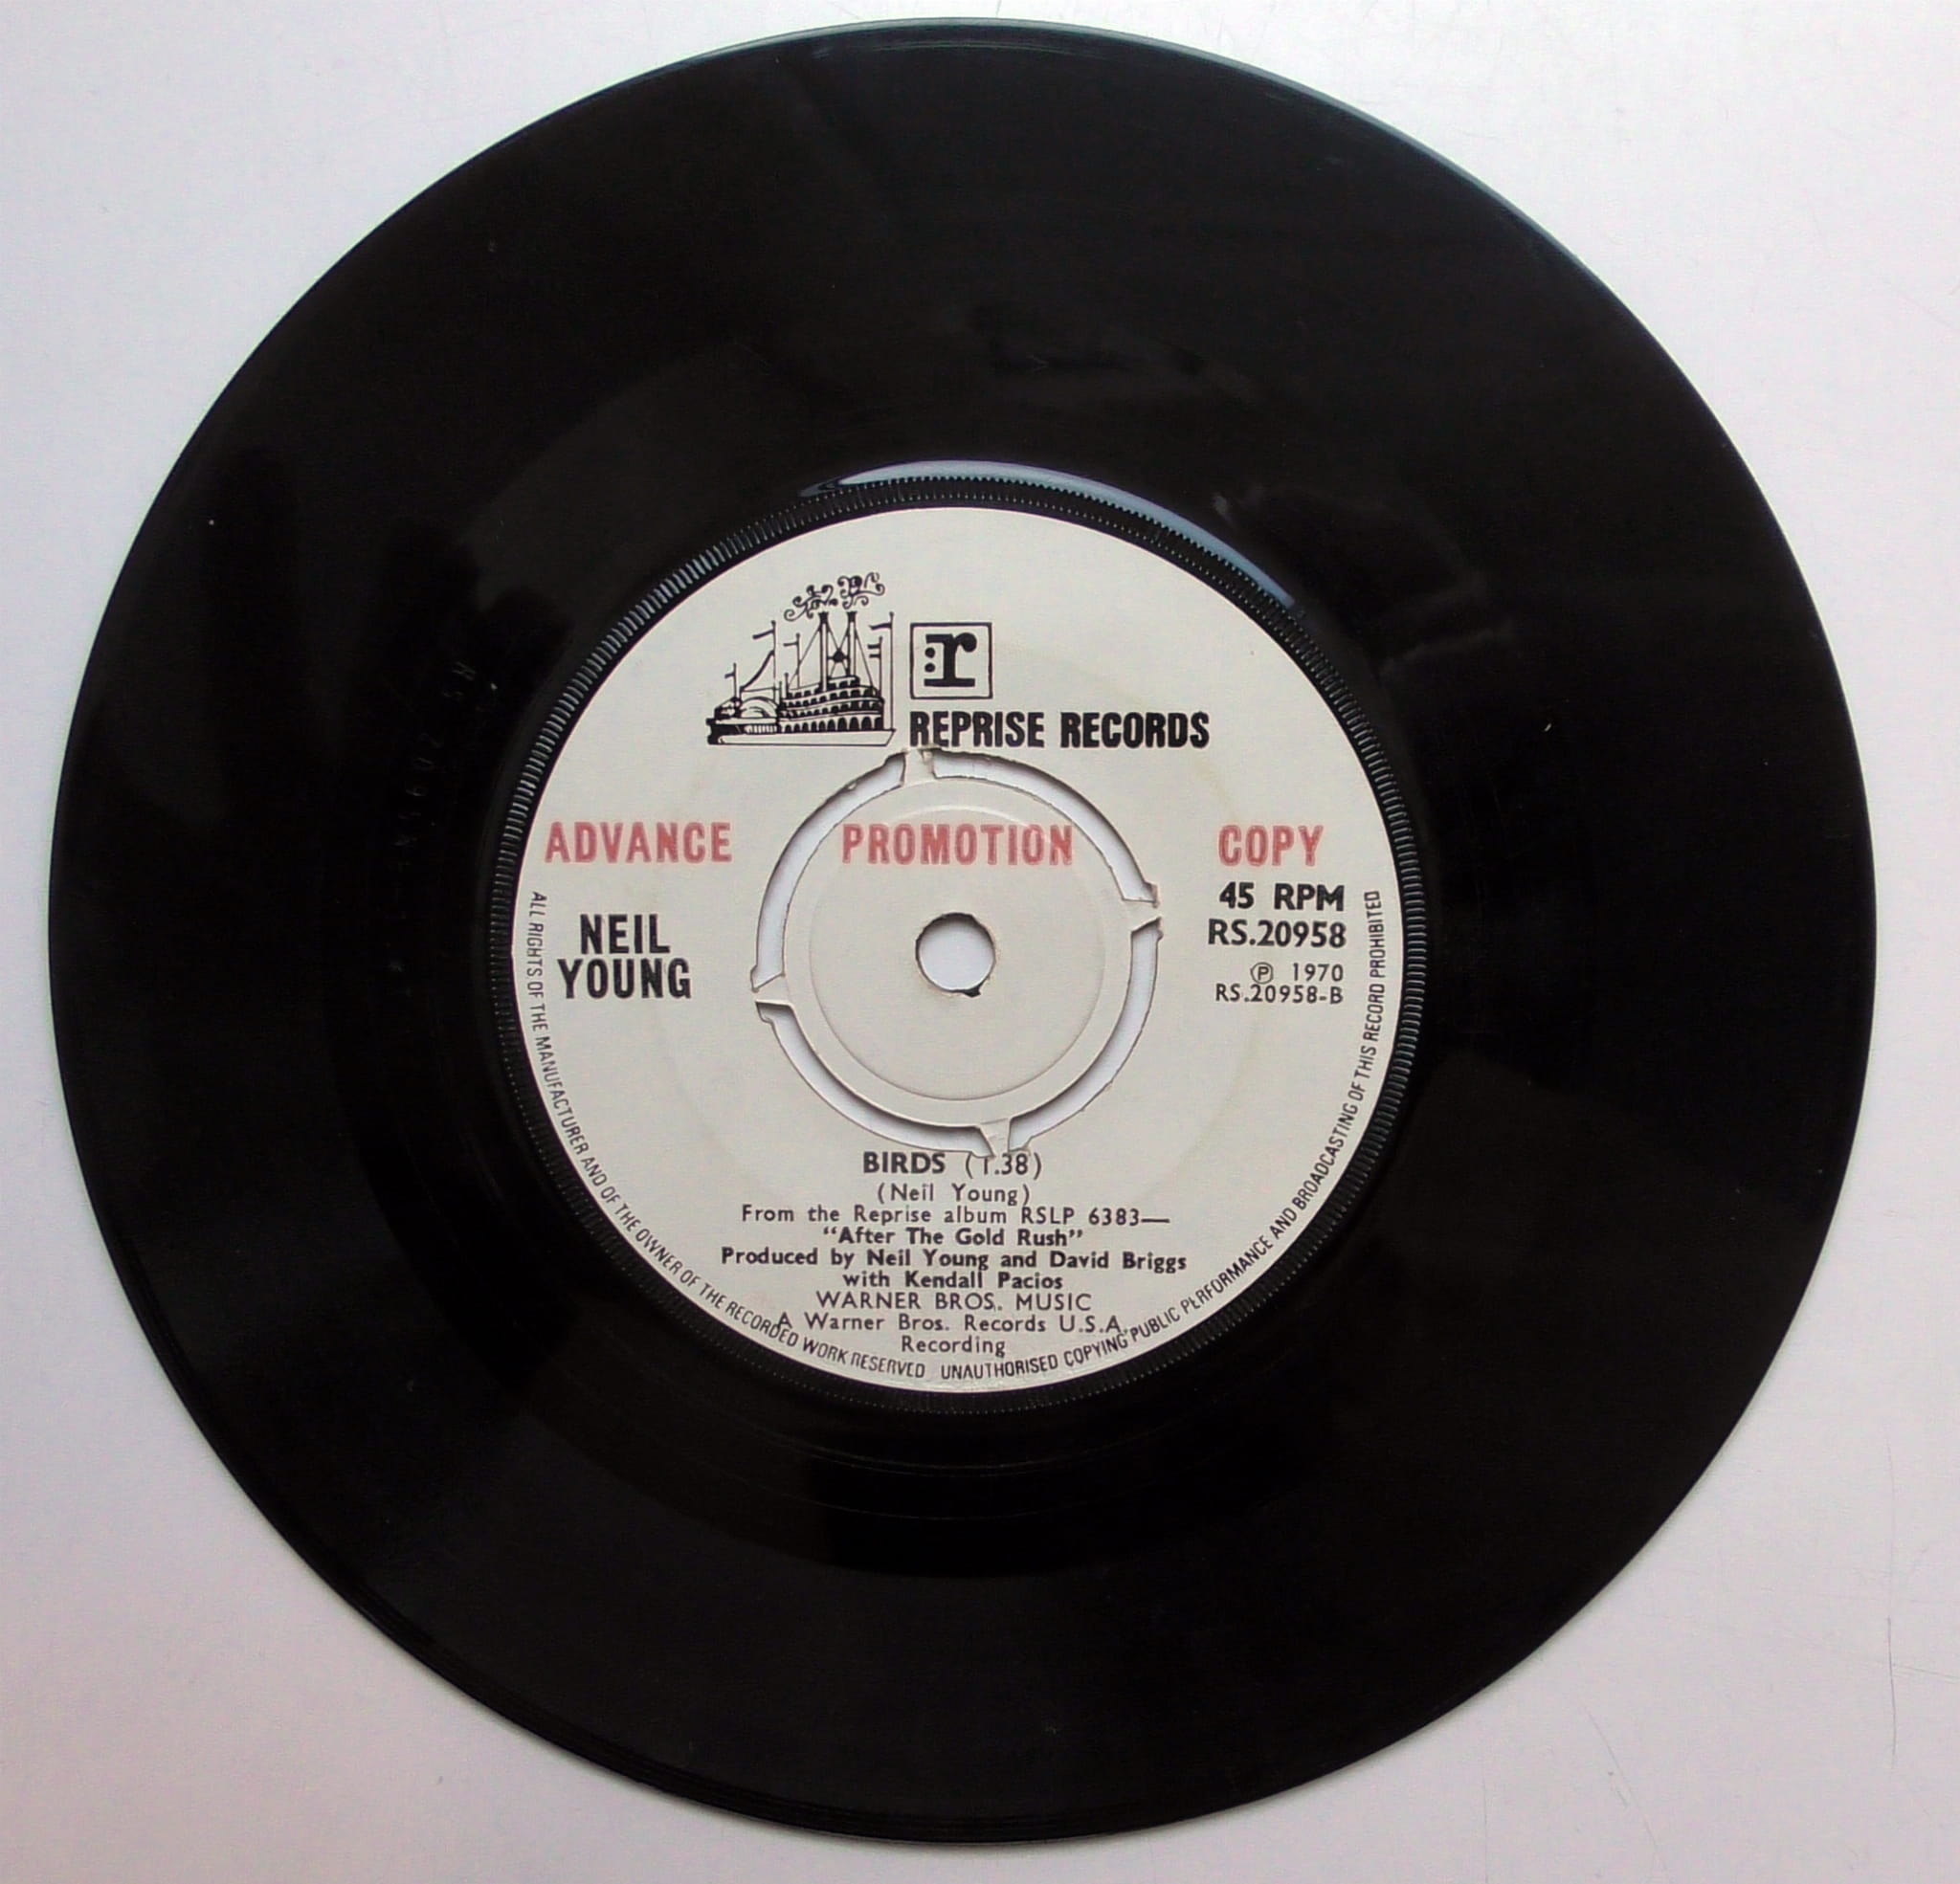 r:
REPRISE RECORDS
ADVANCE PROMOTION COPY
NEIL
YOUNG
45 RPM
RS.20958
Ⓟ 1970
RS.20958-B
BIRDS (1.38)
(Neil Young)
From the Reprise album RSLP 6383—
“After The Gold Rush”
Produced by Neil Young and David Briggs
with Kendall Pacios
WARNER BROS. MUSIC
A Warner Bros. Records U.S.A.
Recording
ALL RIGHTS OF THE MANUFACTURER AND OF THE OWNER OF THE RECORDED WORK RESERVED UNAUTHORISED COPYING PUBLIC PERFORMANCE AND BROADCASTING OF THIS RECORD PROHIBITED